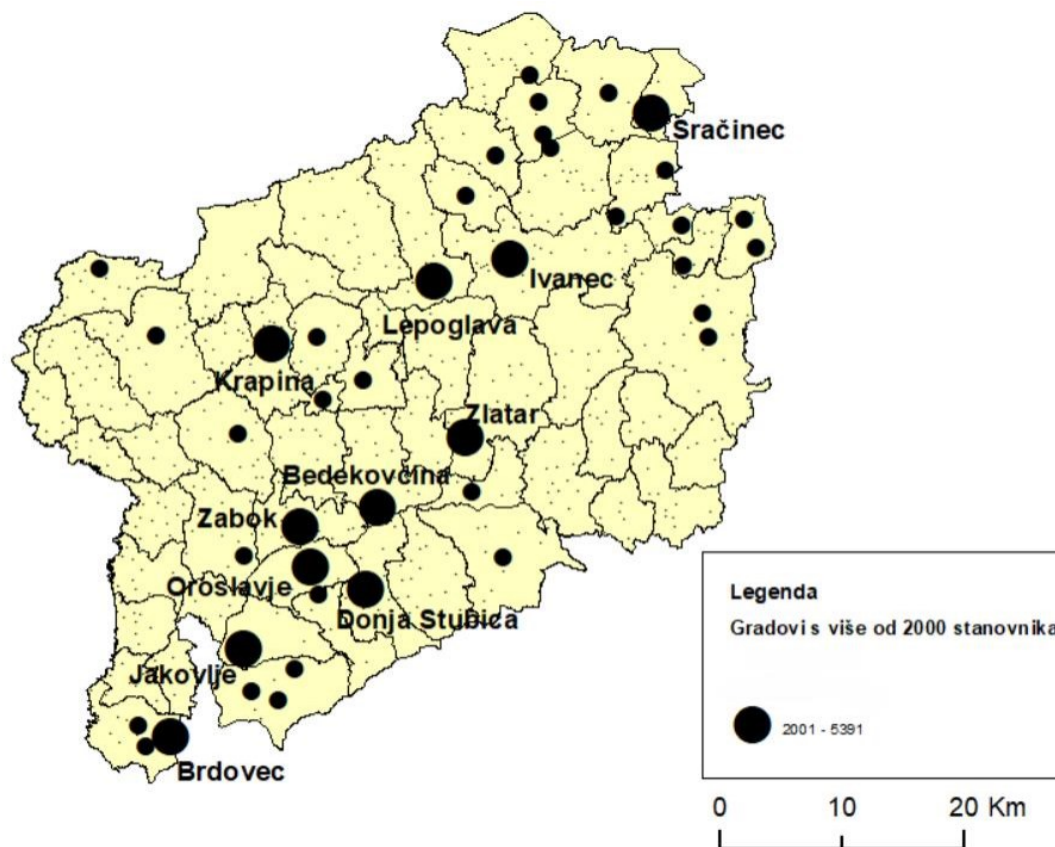 Sračinec
Ivanec
Lepoglava
Krapina
Zlatar
Bedekovčina
Zabok
Oroslavje
Donja Stubica
Jakovlje
Brdovec
Legenda
Gradovi s više od 2000 stanovnika
2001 - 5391
0 10 20 Km